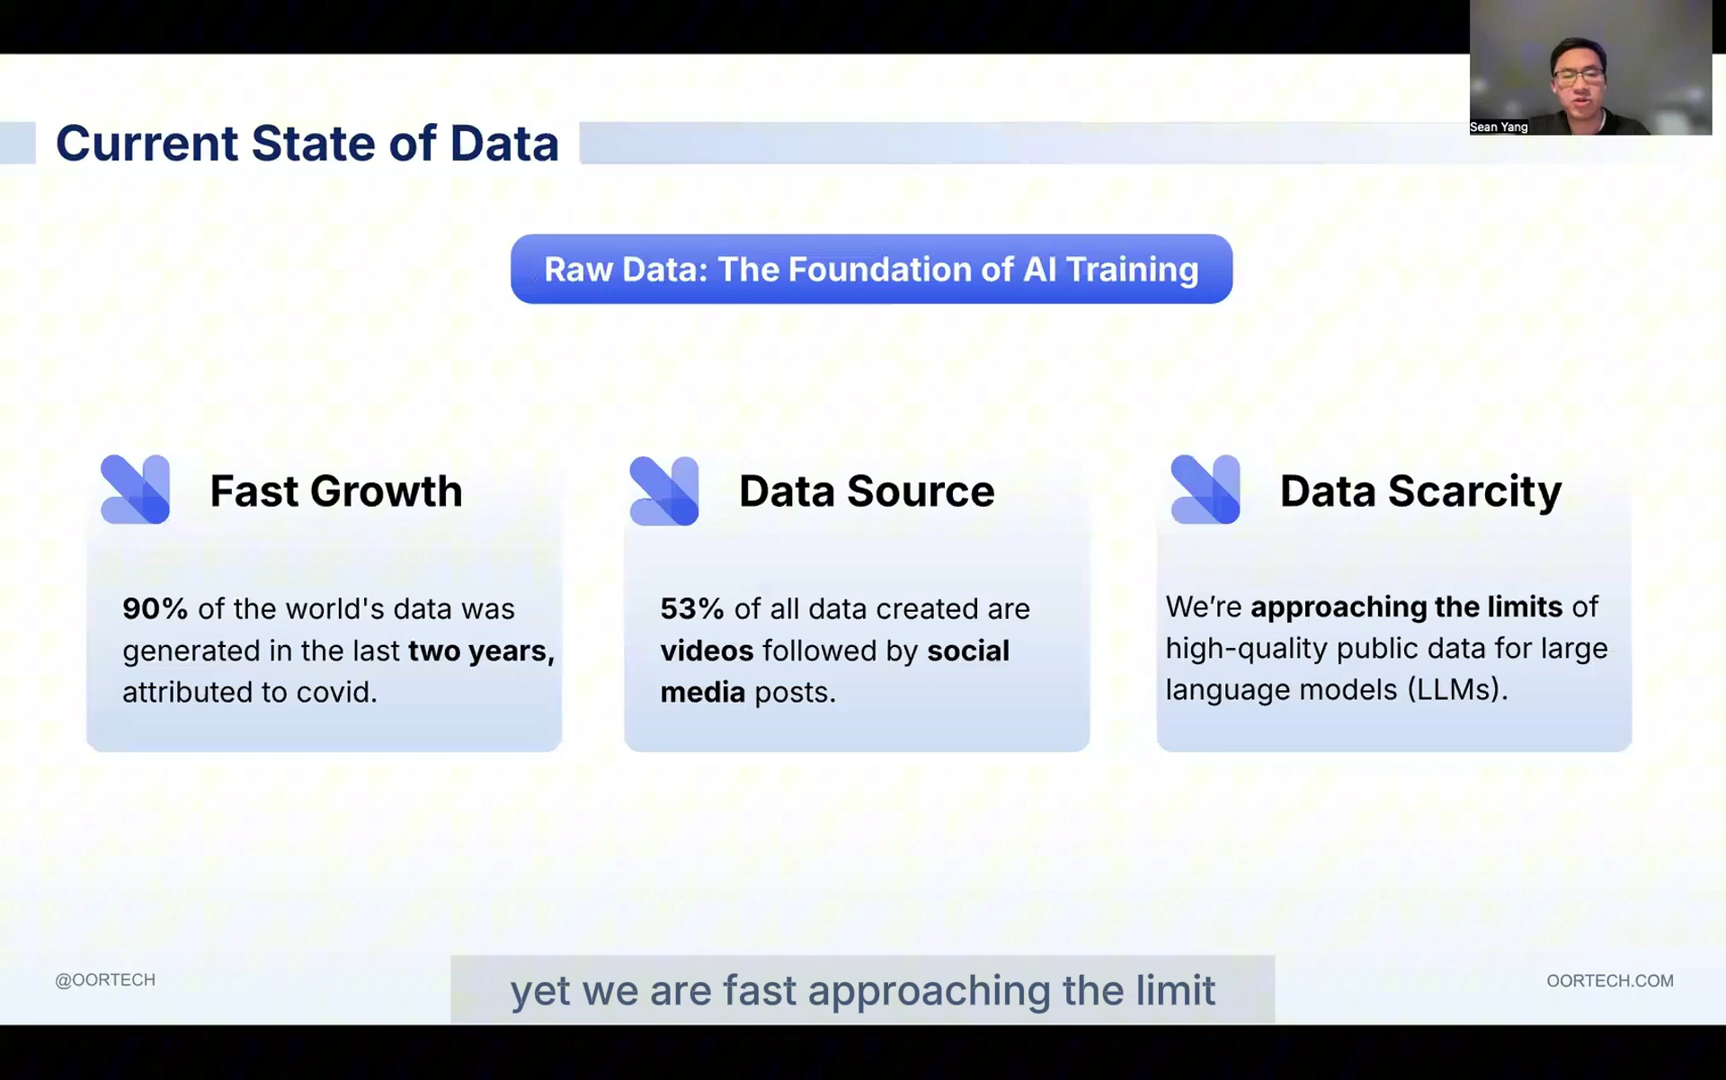 Sean Yang
Current State of Data
Raw Data: The Foundation of AI Training
Fast Growth
90% of the world's data was
generated in the last two years,
attributed to covid.
Data Source
53% of all data created are
videos followed by social
media posts.
Data Scarcity
We’re approaching the limits of
high-quality public data for large
language models (LLMs).
@OORTECH
yet we are fast approaching the limit
OORTECH.COM